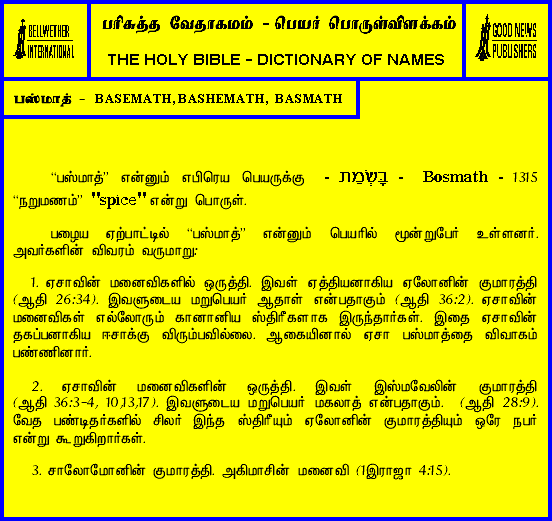 BELLWETHER
INTERNATIONAL
பரிசுத்த வேதாகமம் - பெயர் பொருள்விளக்கம்
THE HOLY BIBLE - DICTIONARY OF NAMES
GOOD NEWS
PUBLISHERS
பஸ்மாத் - BASEMATH, BASHEMATH, BASMATH
“பஸ்மாத்” என்னும் எபிரெய பெயருக்கு - בָּשְׂמַת - Bosmath - 1315
“நறுமணம்” "spice" என்று பொருள்.
பழைய ஏற்பாட்டில் “பஸ்மாத்” என்னும் பெயரில் மூன்றுபேர் உள்ளனர்.
அவர்களின் விவரம் வருமாறு:
1. ஏசாவின் மனைவிகளில் ஒருத்தி. இவள் ஏத்தியனாகிய ஏலோனின் குமாரத்தி
(ஆதி 26:34). இவளுடைய மறுபெயர் ஆதாள் என்பதாகும் (ஆதி 36:2). ஏசாவின்
மனைவிகள் எல்லோரும் கானானிய ஸ்திரீகளாக இருந்தார்கள். இதை ஏசாவின்
தகப்பனாகிய ஈசாக்கு விரும்பவில்லை. ஆகையினால் ஏசா பஸ்மாத்தை விவாகம்
பண்ணினார்.
2. ஏசாவின் மனைவிகளின் ஒருத்தி. இவள் இஸ்மவேலின் குமாரத்தி
(ஆதி 36:3-4, 10,13,17). இவளுடைய மறுபெயர் மகலாத் என்பதாகும். (ஆதி 28:9).
வேத பண்டிதர்களில் சிலர் இந்த ஸ்திரீயும் ஏலோனின் குமாரத்தியும் ஒரே நபர்
என்று கூறுகிறார்கள்.
3. சாலோமோனின் குமாரத்தி. அகிமாசின் மனைவி (1இராஜா 4:15).